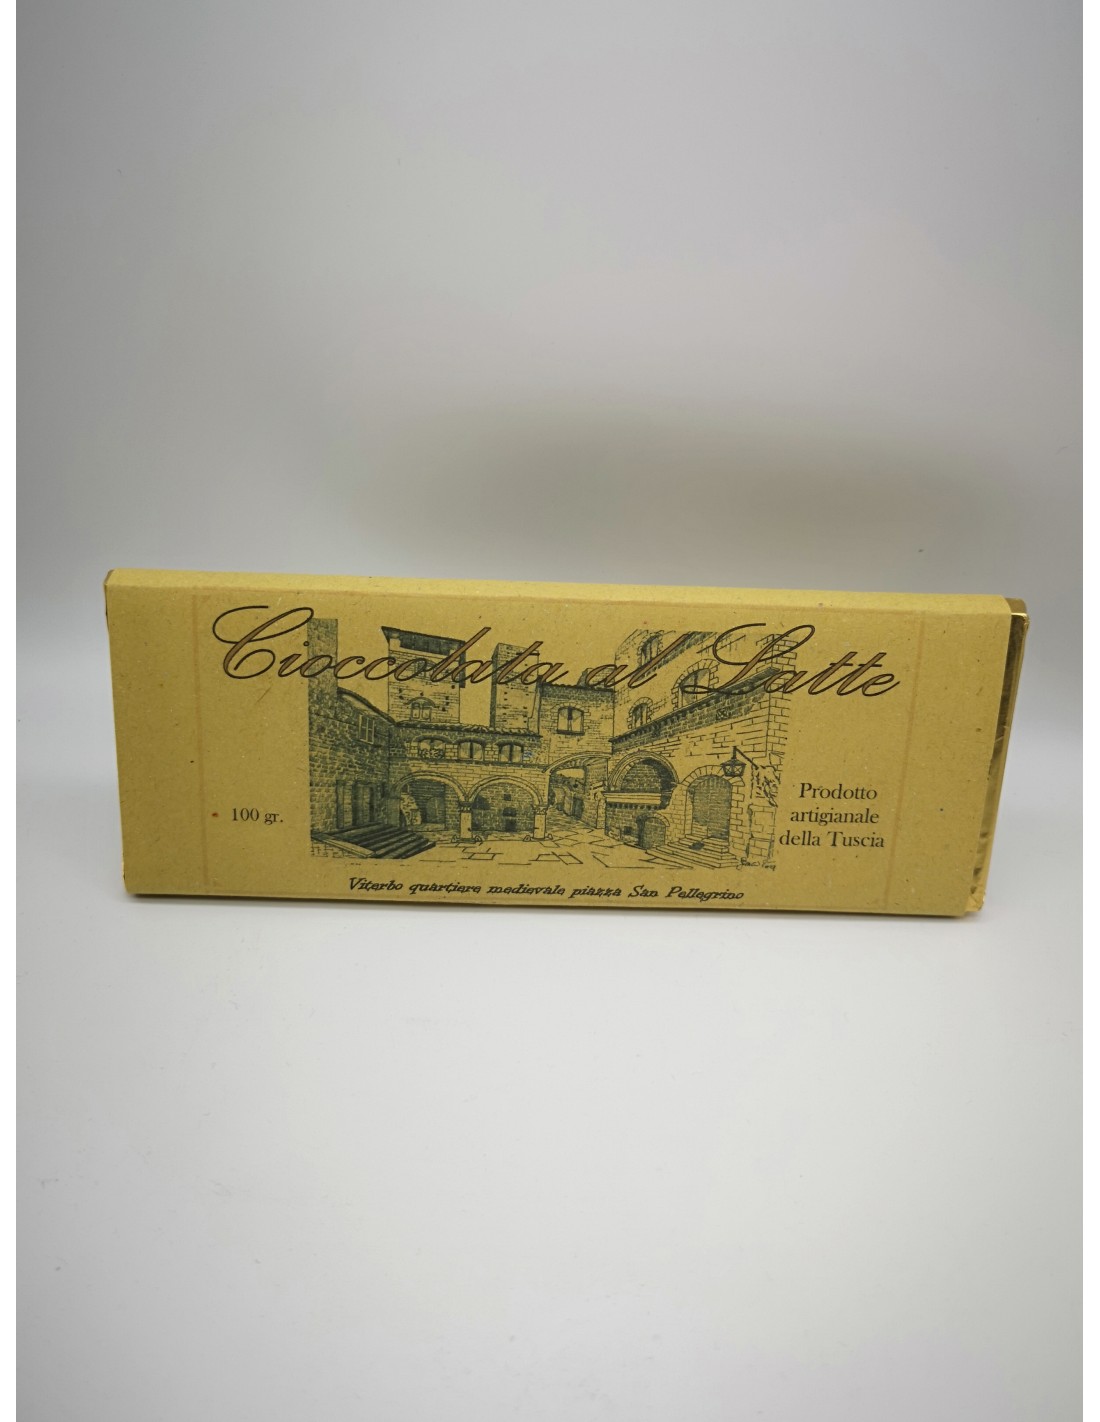 Cioccolata al Latte
100 gr.
Prodotto
artigianale
della Tuscia
Viterbo quartiere medievale piazza San Pellegrino